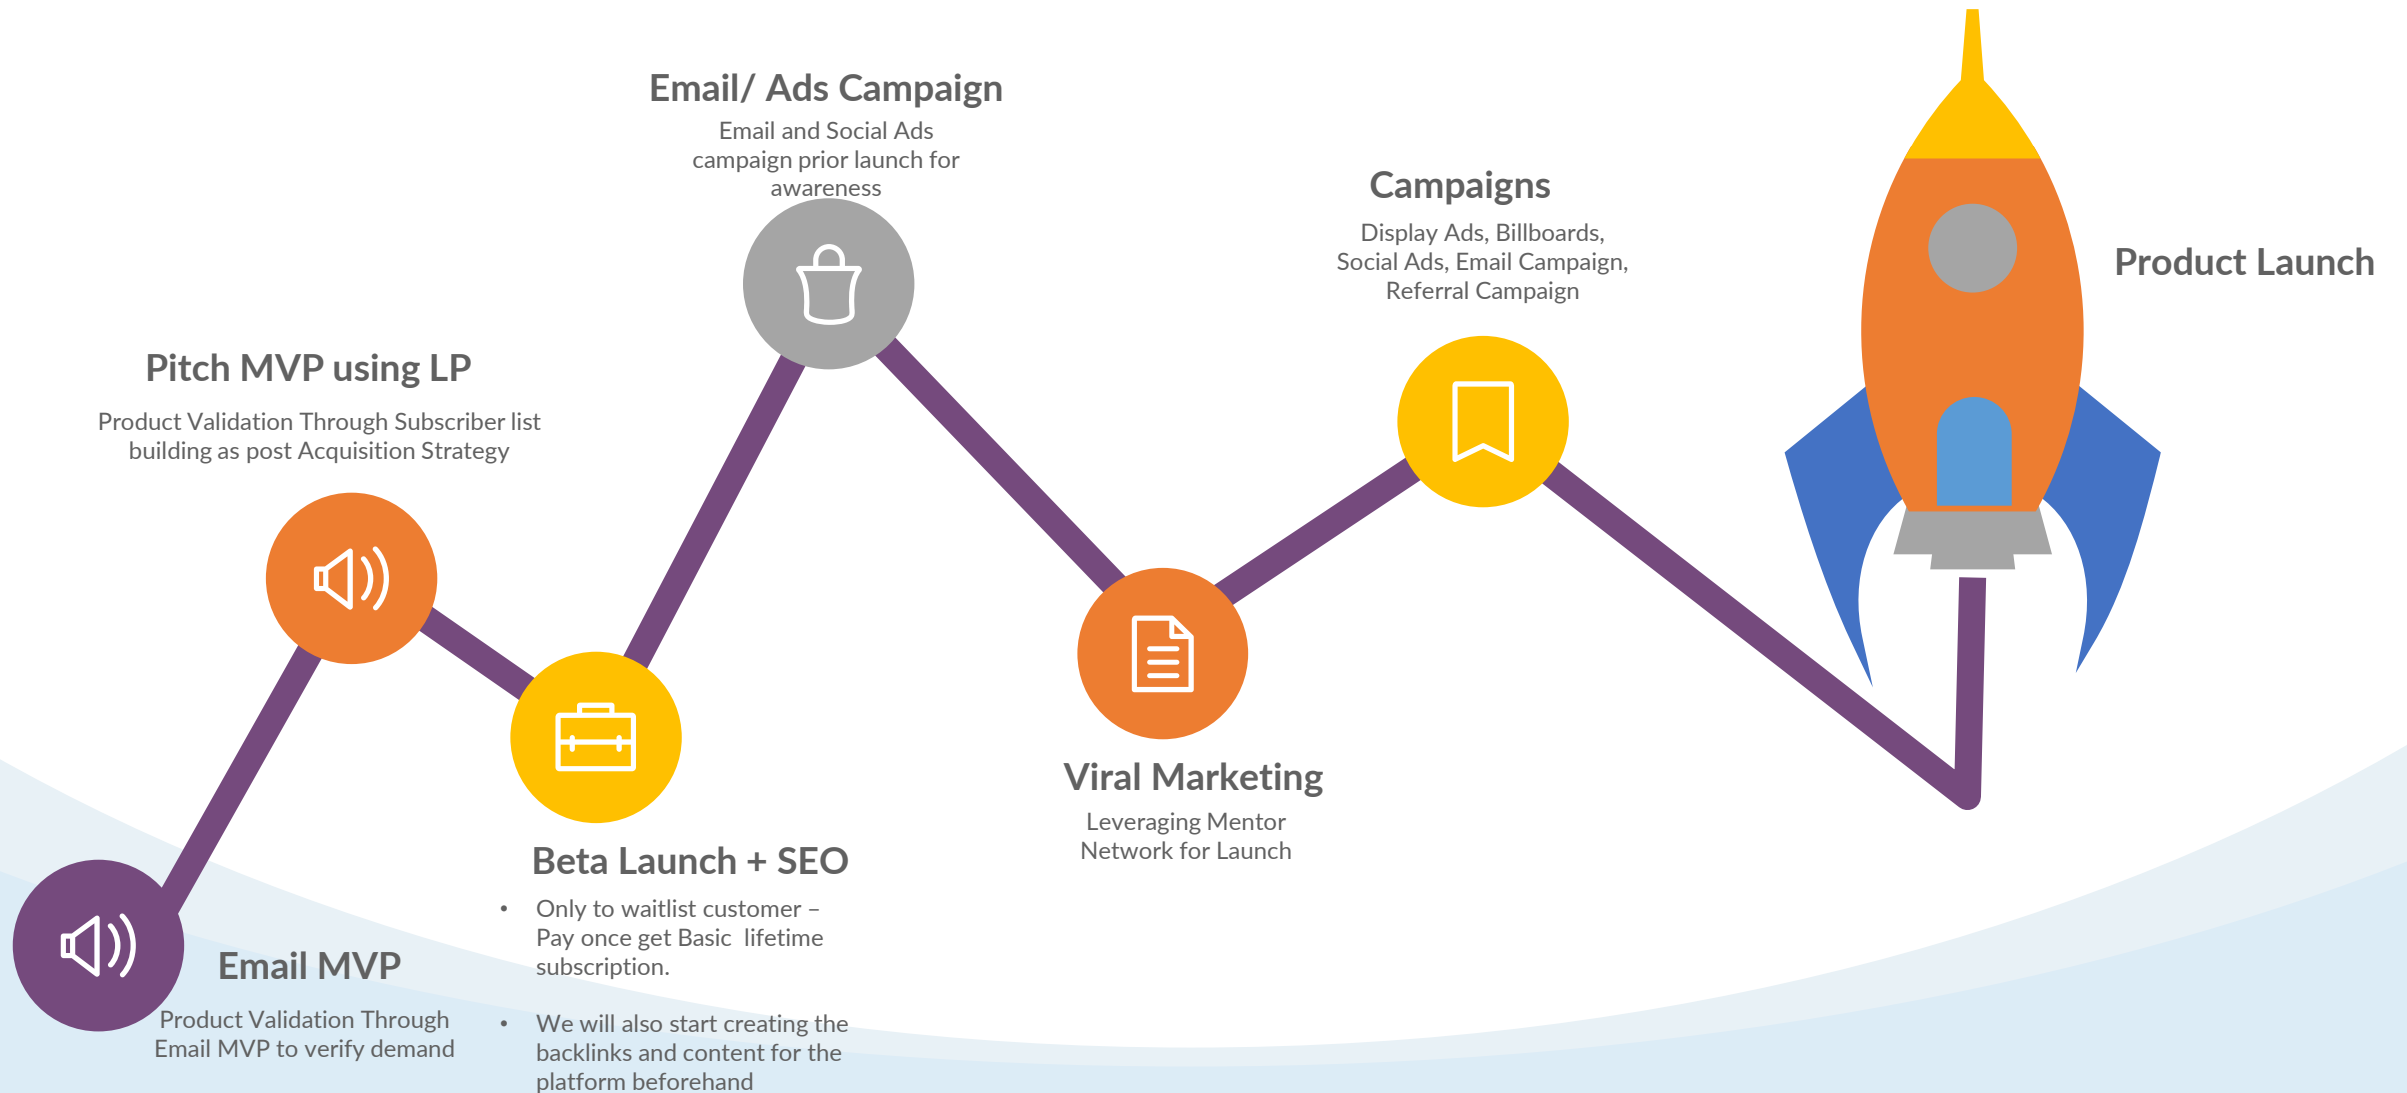 Email/ Ads Campaign
Email and Social Ads
campaign prior launch for
awareness
Campaigns
Display Ads, Billboards,
Social Ads, Email Campaign,
Referral Campaign
Product Launch
Pitch MVP using LP
Product Validation Through Subscriber list
building as post Acquisition Strategy
Viral Marketing
Leveraging Mentor
Network for Launch
Beta Launch + SEO
• Only to waitlist customer –
Pay once get Basic lifetime
subscription.
• We will also start creating the
backlinks and content for the
platform beforehand
Email MVP
Product Validation Through
Email MVP to verify demand